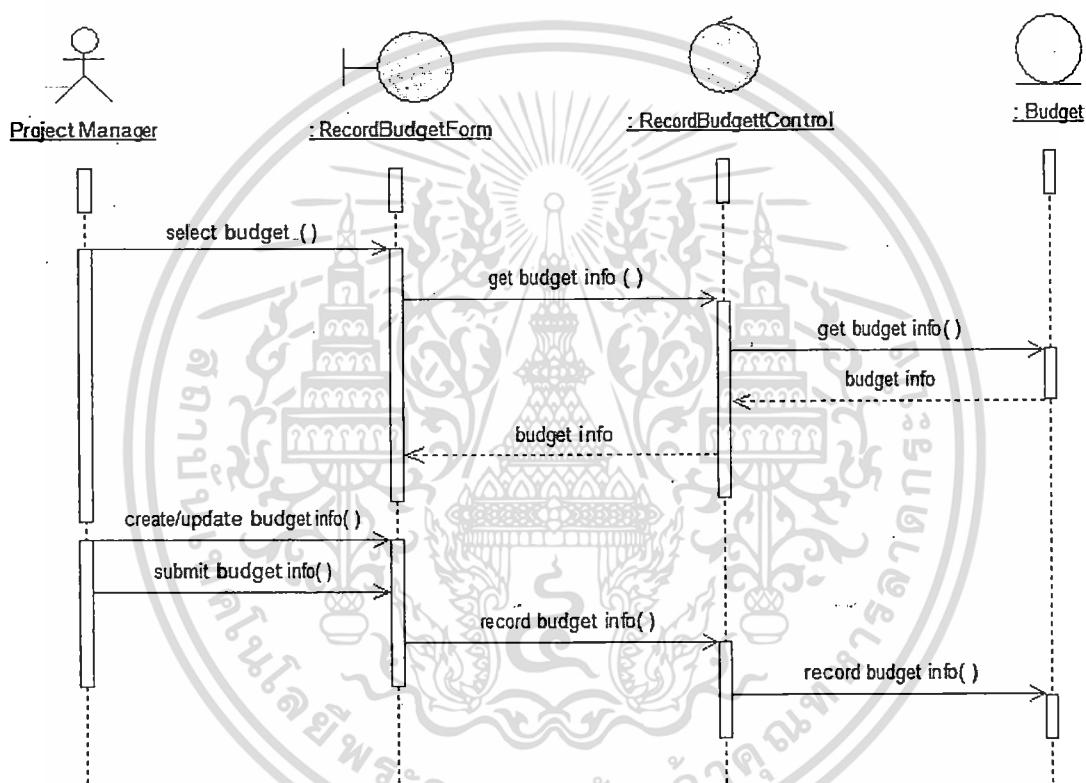 Project Manager
: RecordBudgetForm
: RecordBudgettControl
: Budget
select budget ()
get budget info ( )
get budget info( )
budget info
budget info
create/update budget info( )
submit budget info( )
record budget info( )
record budget info( )